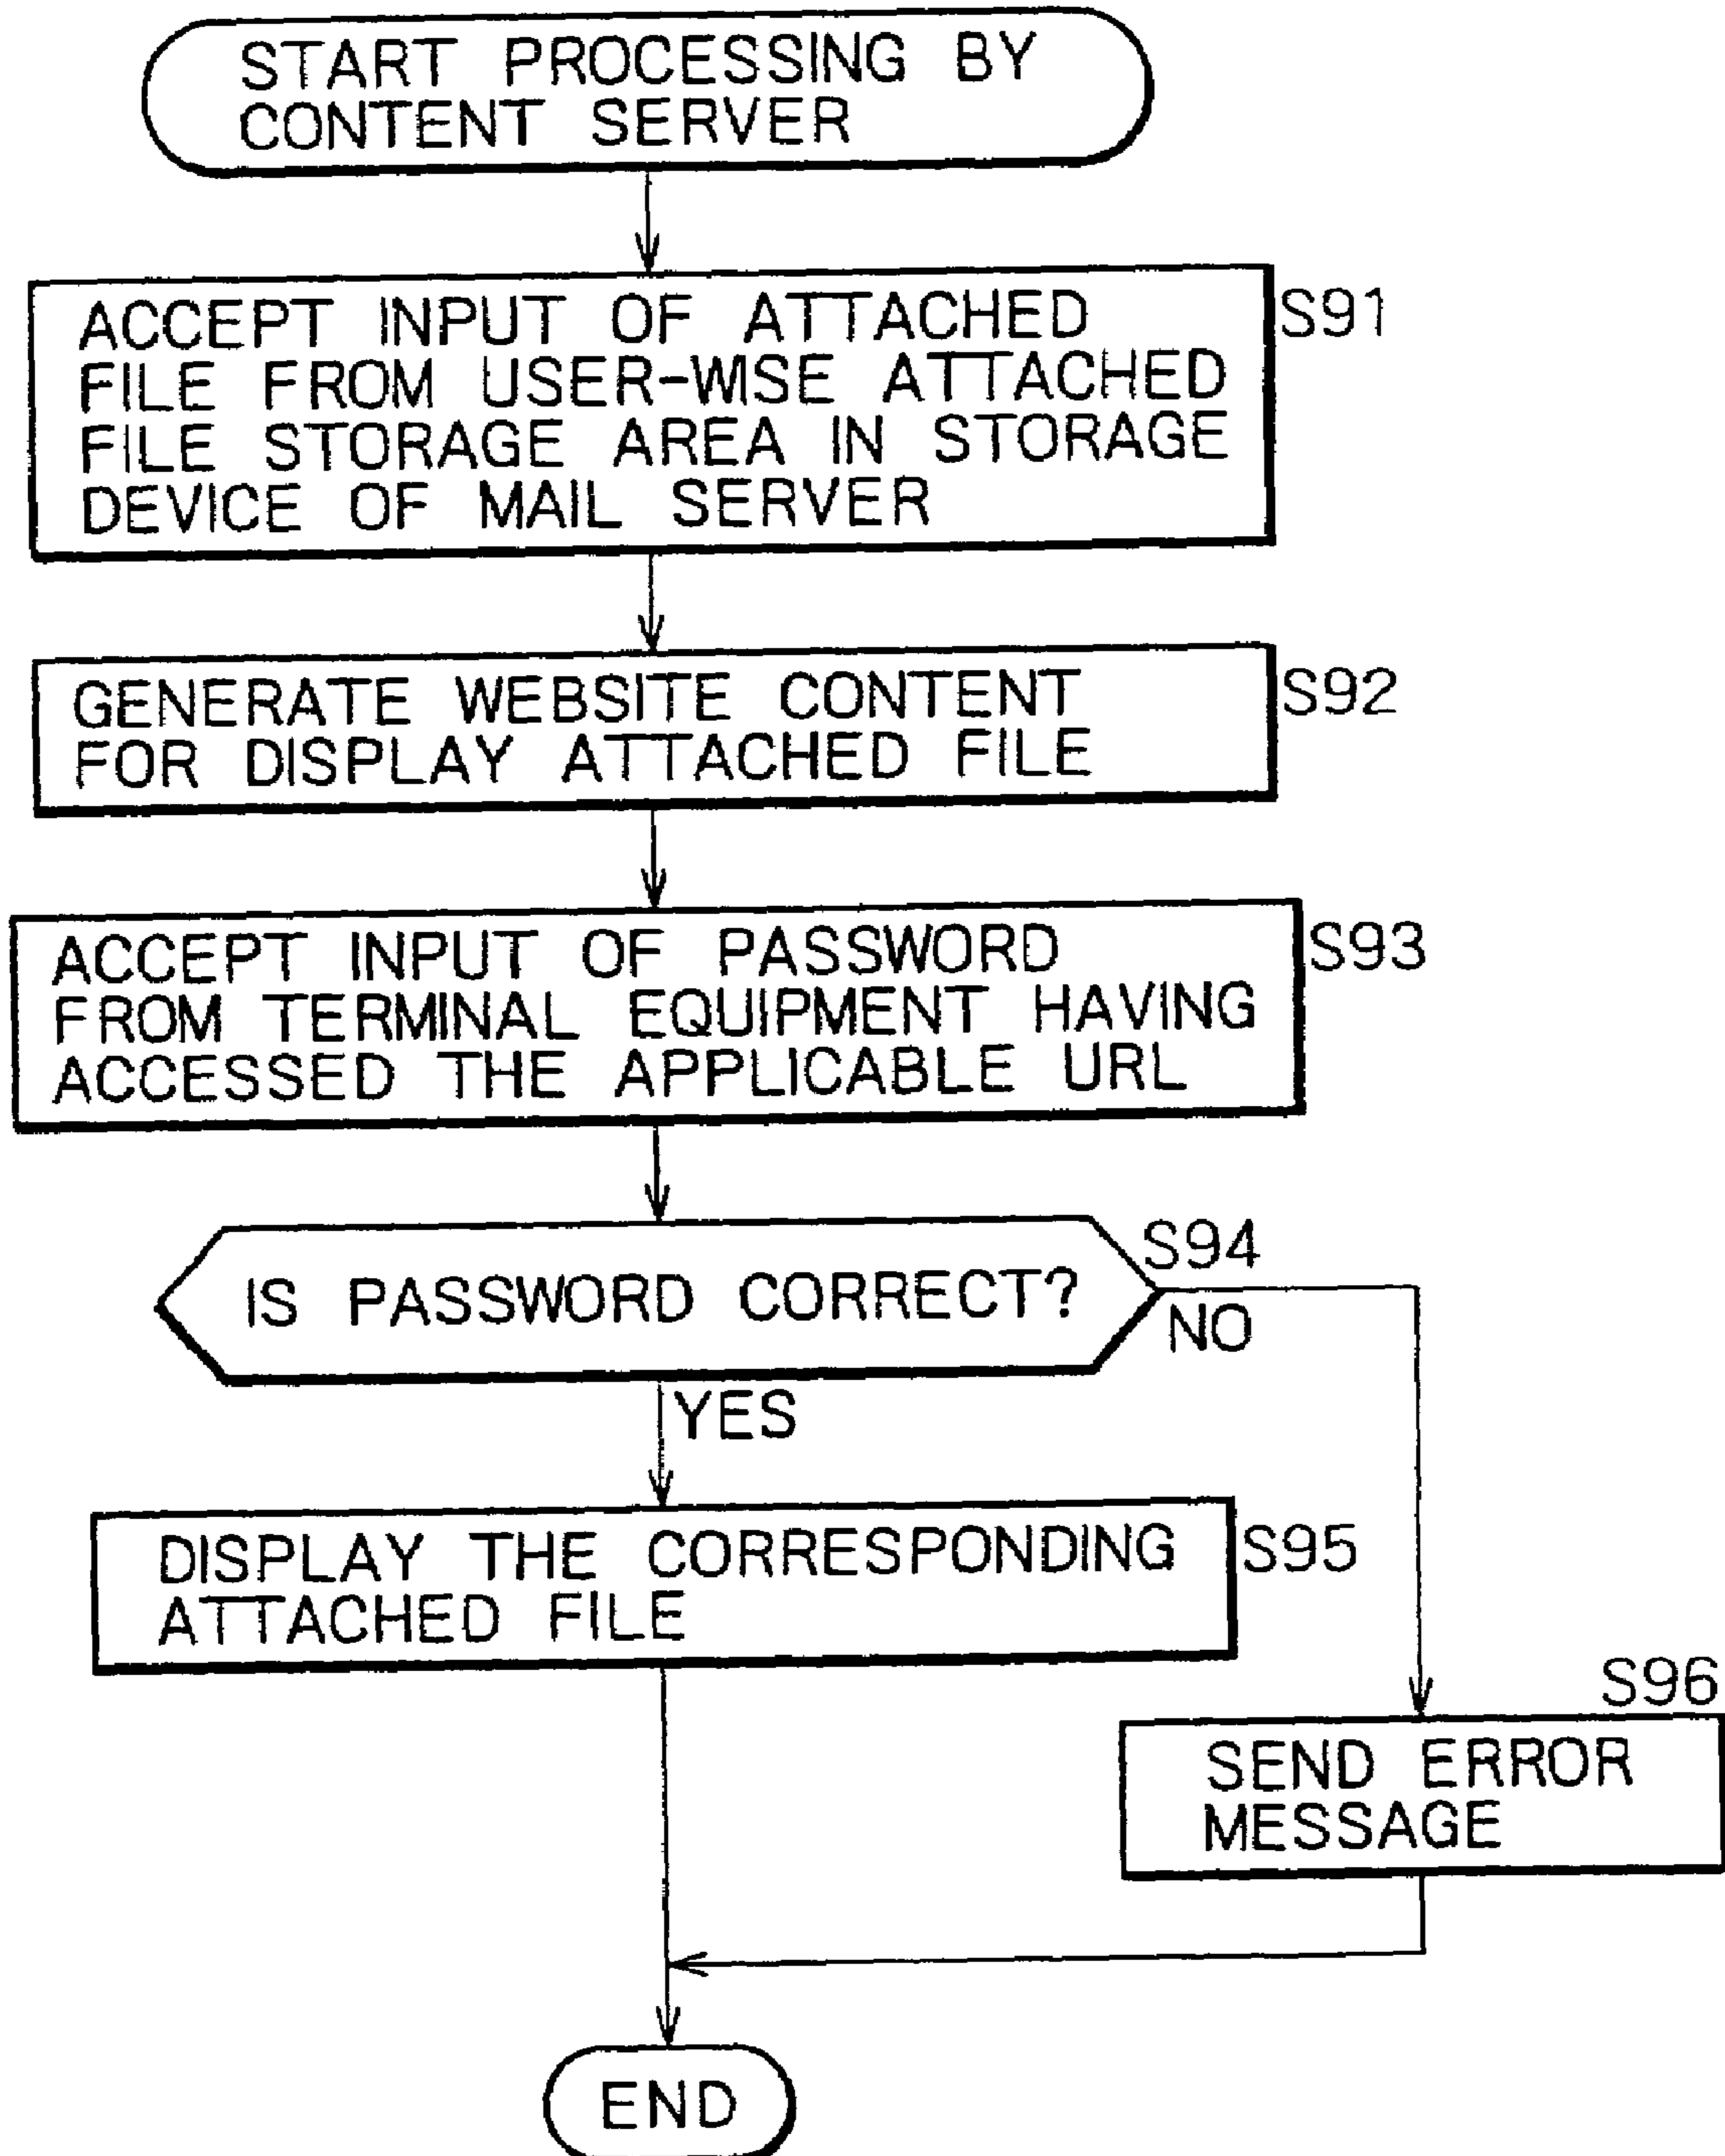 START PROCESSING BY
CONTENT SERVER
ACCEPT INPUT OF ATTACHED
FILE FROM USER-WISE ATTACHED
FILE STORAGE AREA IN STORAGE
DEVICE OF MAIL SERVER
S91
GENERATE WEBSITE CONTENT
FOR DISPLAY ATTACHED FILE
S92
ACCEPT INPUT OF PASSWORD
FROM TERMINAL EQUIPMENT HAVING
ACCESSED THE APPLICABLE URL
S93
IS PASSWORD CORRECT?
S94
NO
YES
DISPLAY THE CORRESPONDING
ATTACHED FILE
S95
S96
SEND ERROR
MESSAGE
END